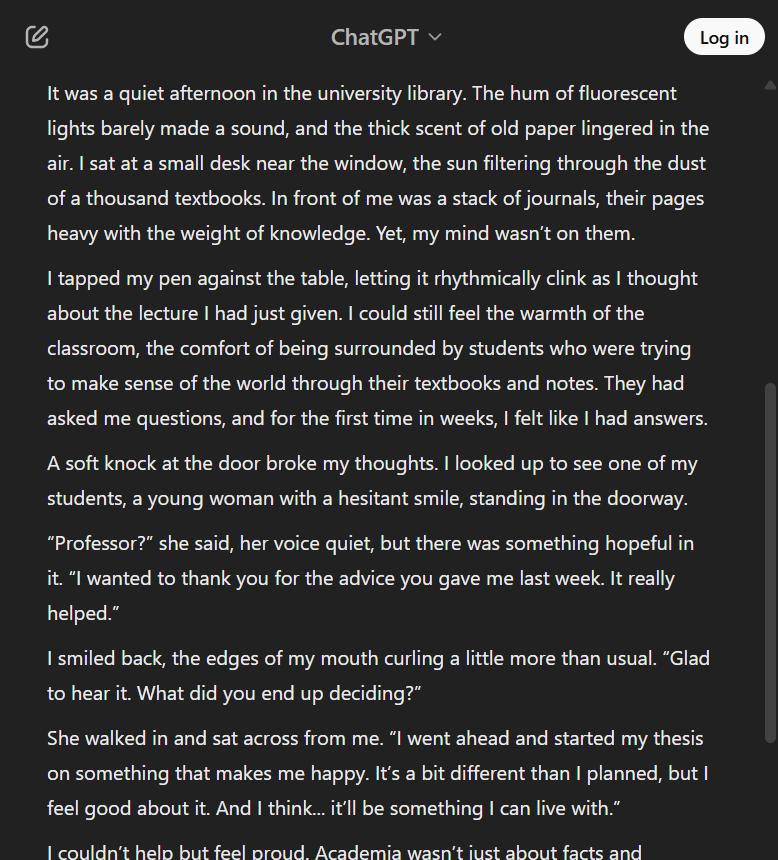 ChatGPT
Log in
It was a quiet afternoon in the university library. The hum of fluorescent
lights barely made a sound, and the thick scent of old paper lingered in the
air. I sat at a small desk near the window, the sun filtering through the dust
of a thousand textbooks. In front of me was a stack of journals, their pages
heavy with the weight of knowledge. Yet, my mind wasn’t on them.
I tapped my pen against the table, letting it rhythmically clink as I thought
about the lecture I had just given. I could still feel the warmth of the
classroom, the comfort of being surrounded by students who were trying
to make sense of the world through their textbooks and notes. They had
asked me questions, and for the first time in weeks, I felt like I had answers.
A soft knock at the door broke my thoughts. I looked up to see one of my
students, a young woman with a hesitant smile, standing in the doorway.
“Professor?” she said, her voice quiet, but there was something hopeful in
it. “I wanted to thank you for the advice you gave me last week. It really
helped.”
I smiled back, the edges of my mouth curling a little more than usual. “Glad
to hear it. What did you end up deciding?”
She walked in and sat across from me. “I went ahead and started my thesis
on something that makes me happy. It’s a bit different than I planned, but I
feel good about it. And I think… it’ll be something I can live with.”
I couldn’t help but feel proud. Academia wasn’t just about facts and